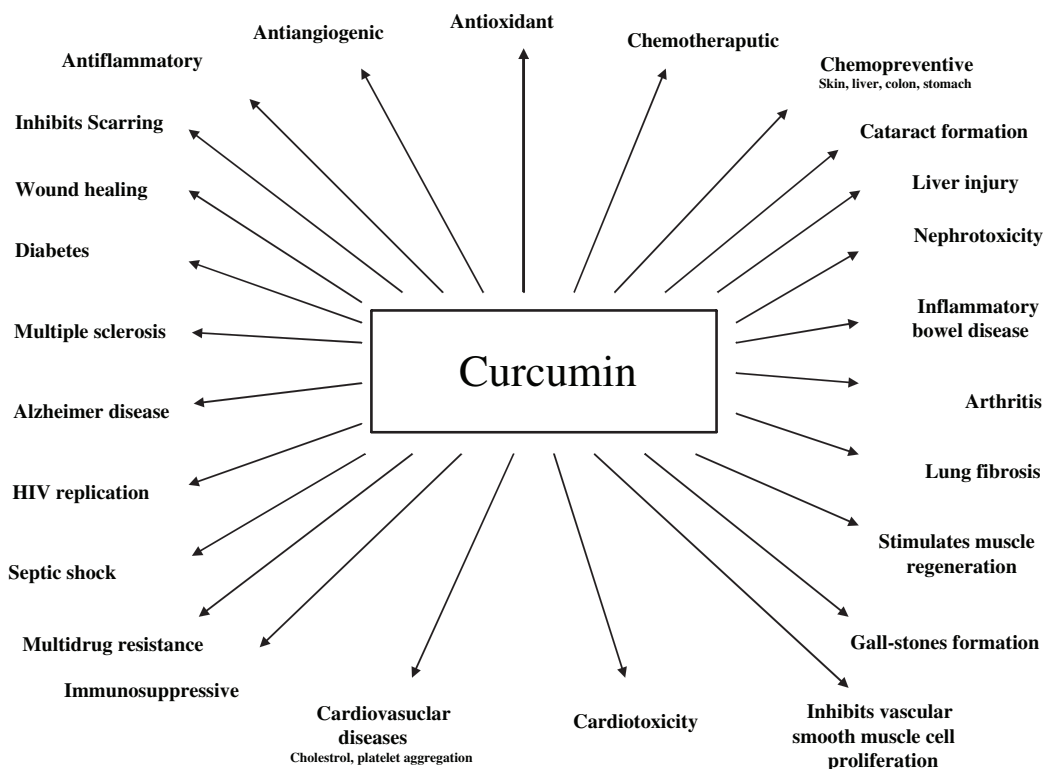 Antioxidant
Antiangiogenic
Chemotheraputic
Antiflammatory
Chemopreventive
Skin, liver, colon, stomach
Inhibits Scarring
Cataract formation
Wound healing
Liver injury
Diabetes
Nephrotoxicity
Inflammatory
bowel disease
Multiple sclerosis
Curcumin
Alzheimer disease
Arthritis
HIV replication
Lung fibrosis
Septic shock
Stimulates muscle
regeneration
Multidrug resistance
Gall-stones formation
Immunosuppressive
Cardiovasuclar
diseases
Cholestrol, platelet aggregation
Cardiotoxicity
Inhibits vascular
smooth muscle cell
proliferation